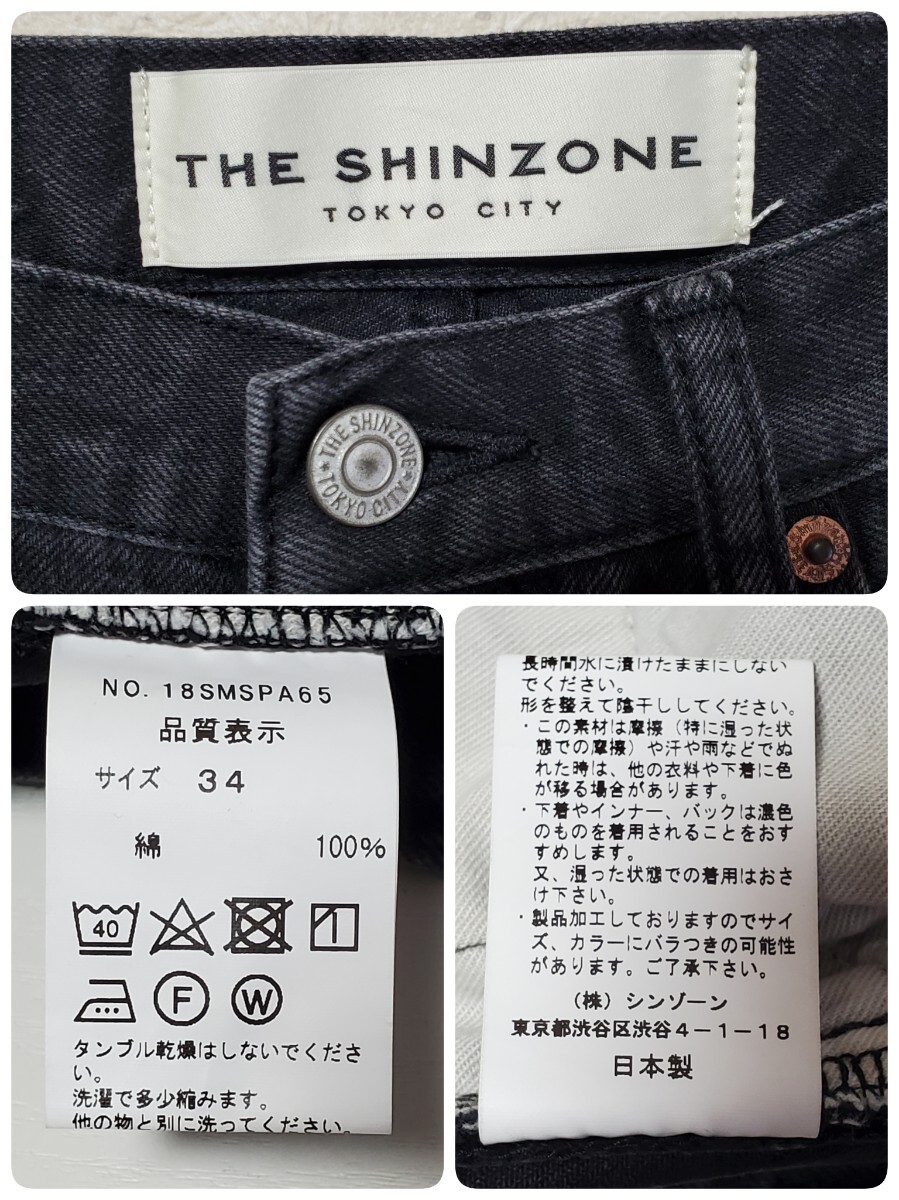 THE SHINZONE
TOKYO CITY
THE SHINZONE
TOKYO CITY
NO. 18SMSPA65
品質表示
サイズ 34
綿 100%
40
F W
タンブル乾燥はしないでくださ
い。
洗濯で多少縮みます。
他の物と別に洗ってください。
長時間水に漬けたままにしない
でください。
形を整えて陰干ししてください。
・この素材は摩擦（特に湿った状
態での摩擦）や汗や雨などでぬ
れた時は、他の衣料や下着に色
が移る場合があります。
・下着やインナー、バックは濃色
のものを着用されることをおす
すめします。
又、湿った状態での着用はおさ
け下さい。
・製品加工しておりますのでサイ
ズ、カラーにバラつきの可能性
があります。ご了承下さい。
（株）シンゾーン
東京都渋谷区渋谷4－1－18
日本製